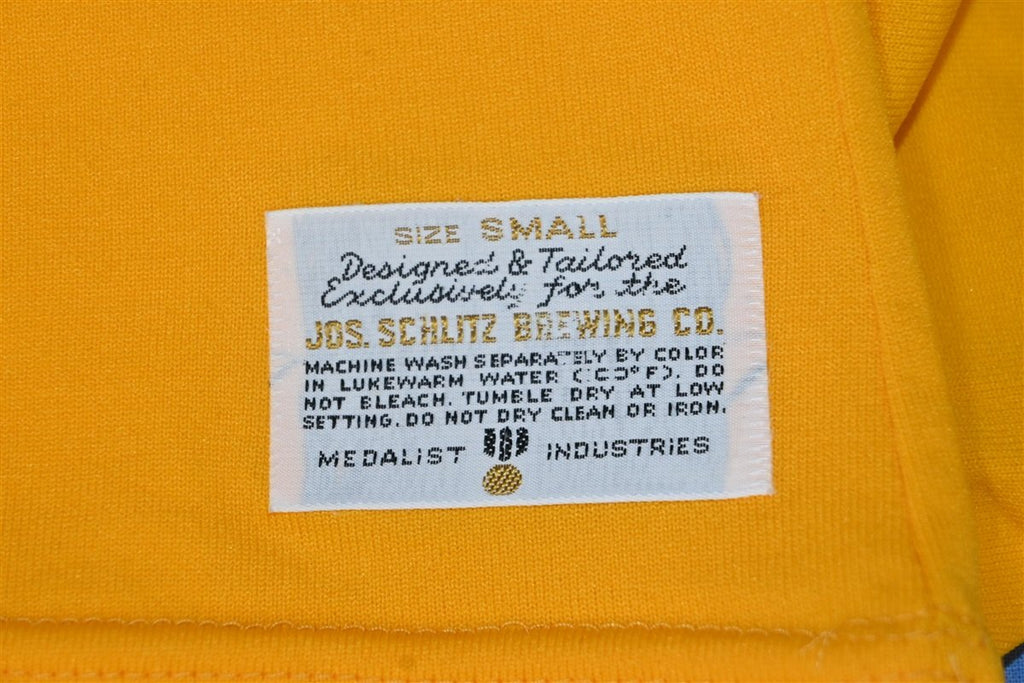 SIZE SMALL
Designed & Tailored
Exclusively for the
JOS. SCHLITZ BREWING CO.
MACHINE WASH SEPARATELY BY COLOR
IN LUKEWARM WATER DO
NOT BLEACH. TUMBLE DRY AT LOW
SETTING. DO NOT DRY CLEAN OR IRON.
MEDALIST INDUSTRIES